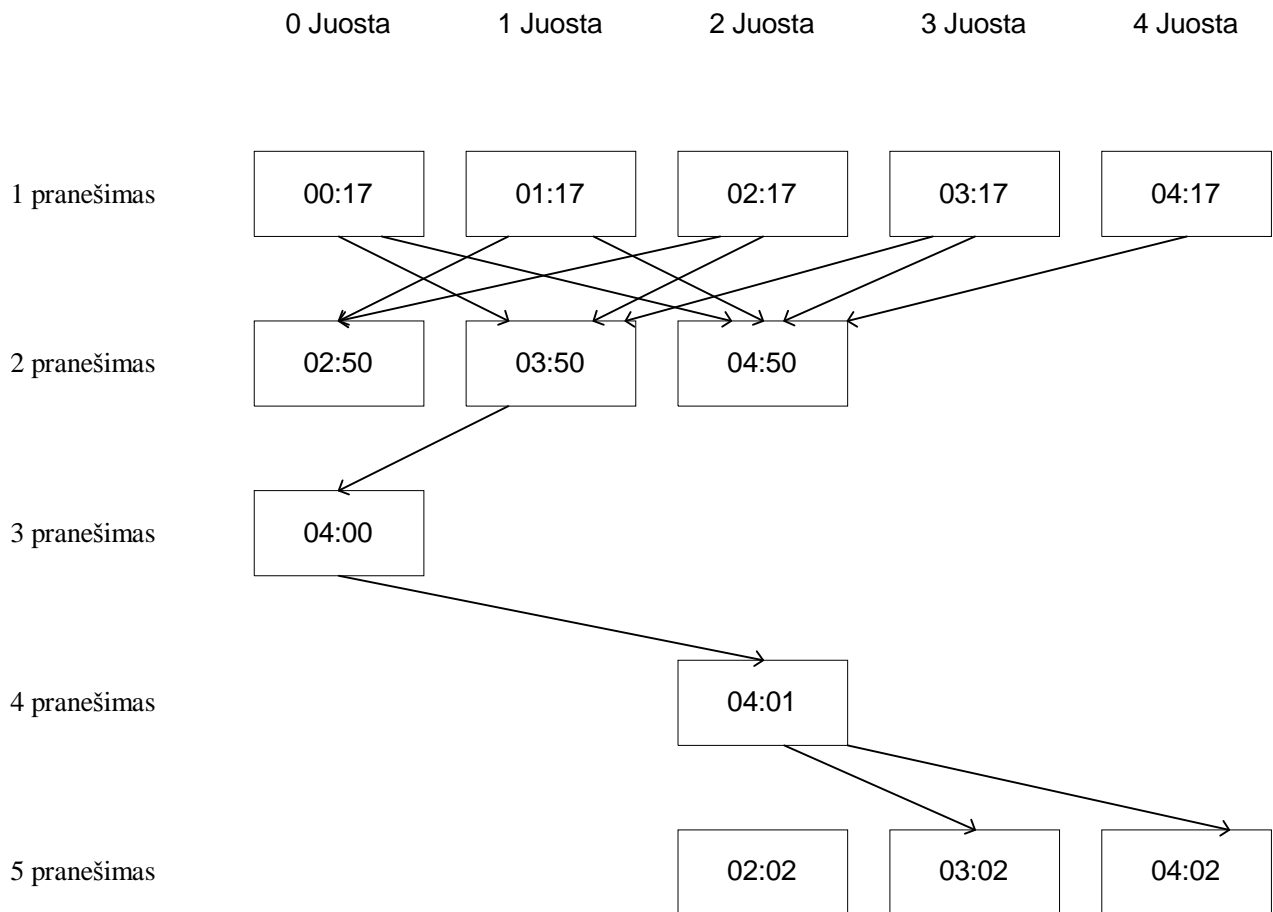 0 Juosta 1 Juosta 2 Juosta 3 Juosta 4 Juosta
1 pranešimas 00:17 01:17 02:17 03:17 04:17
2 pranešimas 02:50 03:50 04:50
3 pranešimas 04:00
4 pranešimas 04:01
5 pranešimas 02:02 03:02 04:02